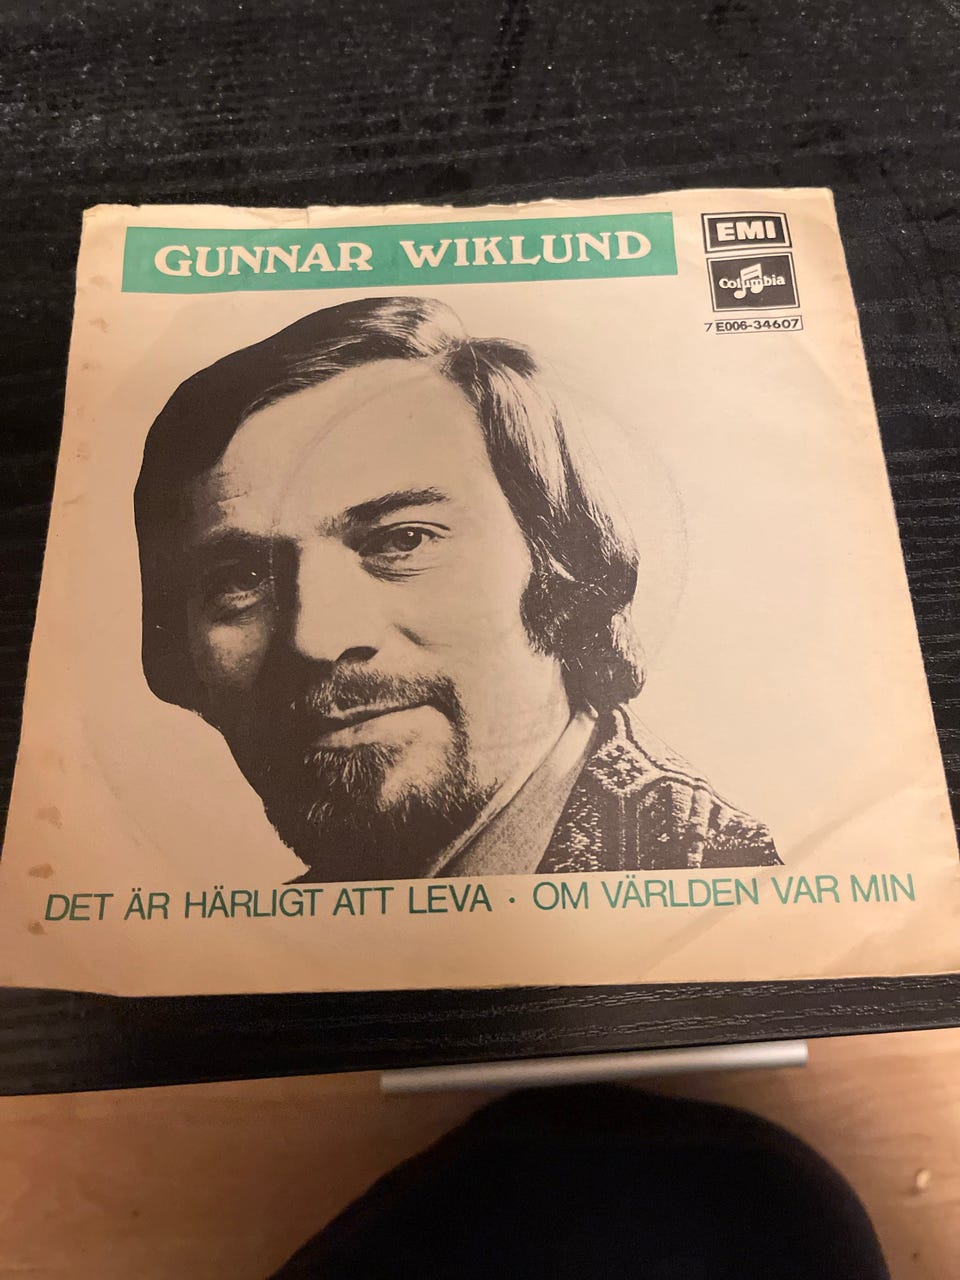 GUNNAR WIKLUND
EMI
Columbia
7 E006-34607
DET ÄR HÄRLIGT ATT LEVA · OM VÄRLDEN VAR MIN